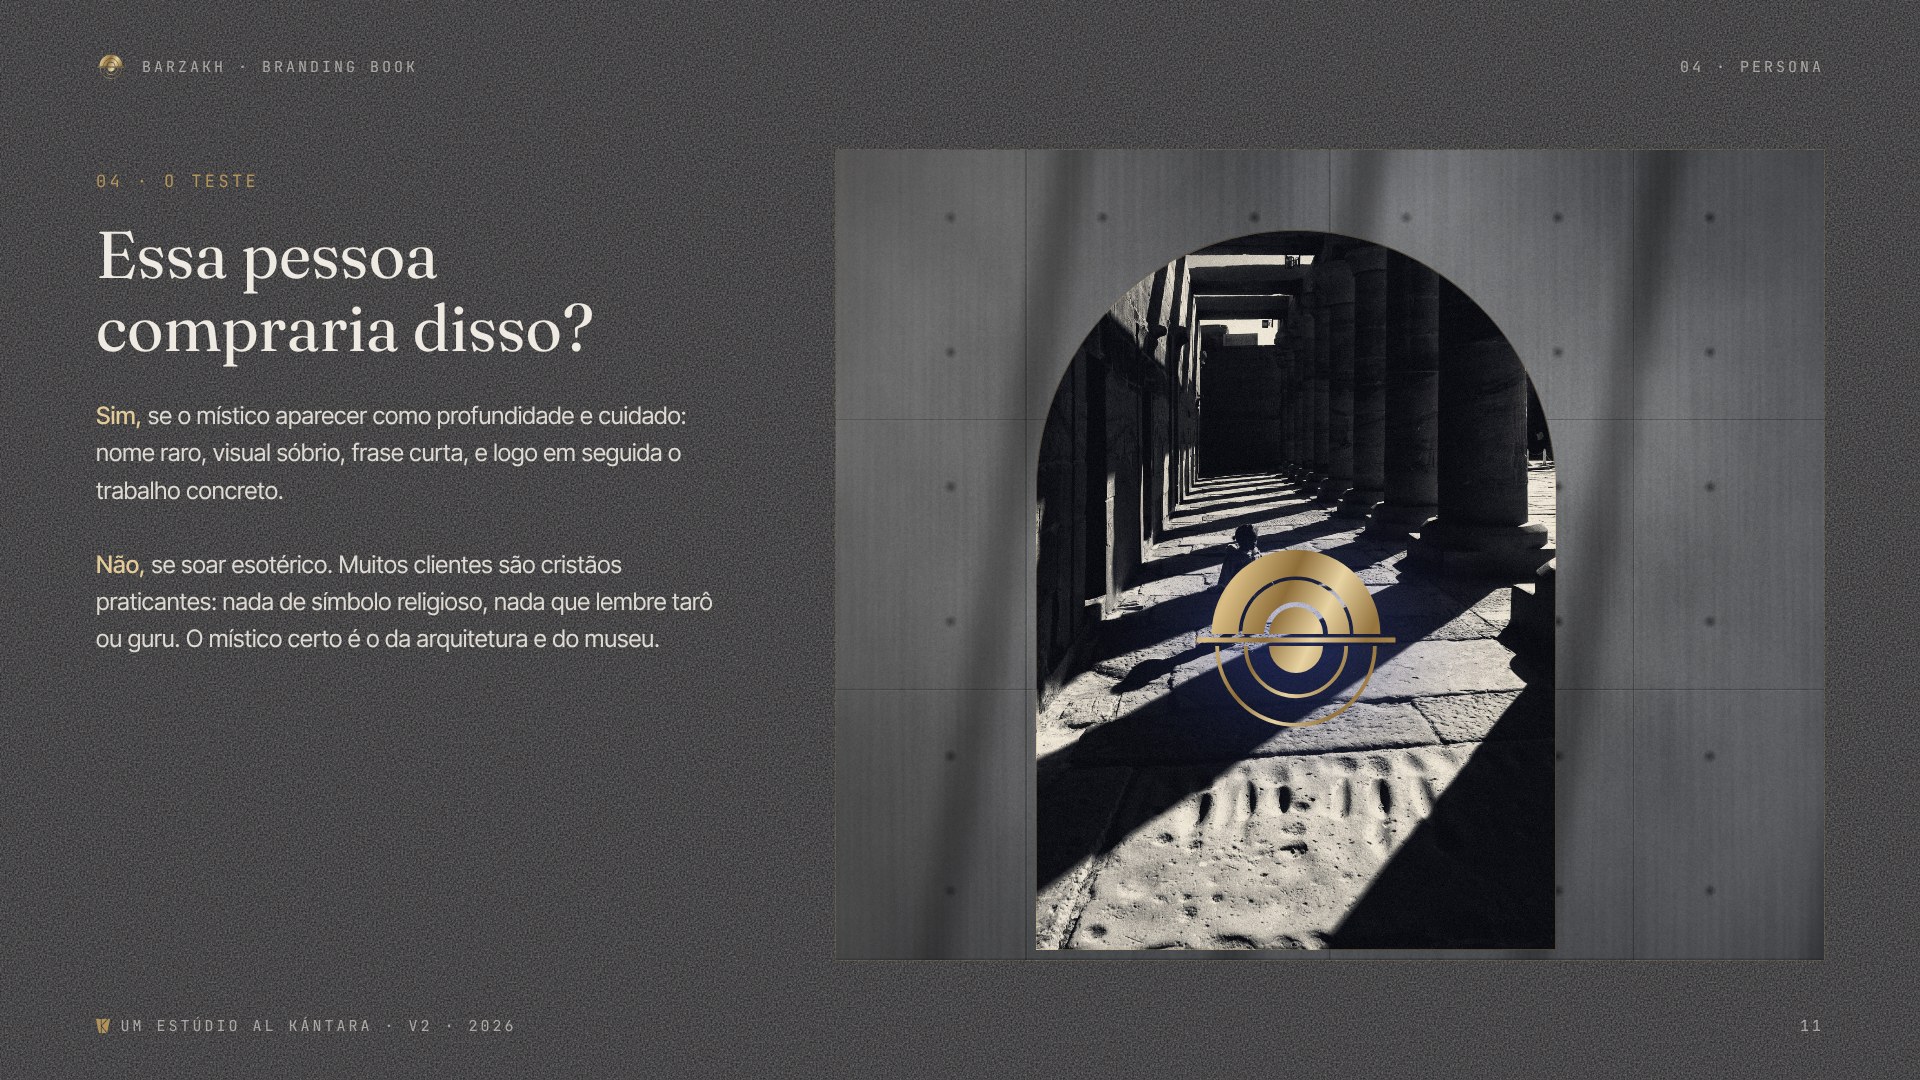 BARZAKH · BRANDING BOOK
04 · PERSONA
04 · O TESTE
Essa pessoa
compraria disso?
Sim, se o místico aparecer como profundidade e cuidado:
nome raro, visual sóbrio, frase curta, e logo em seguida o
trabalho concreto.
Não, se soar esotérico. Muitos clientes são cristãos
praticantes: nada de símbolo religioso, nada que lembre tarô
ou guru. O místico certo é o da arquitetura e do museu.
UM ESTÚDIO AL KÁNTARA · V2 · 2026
11